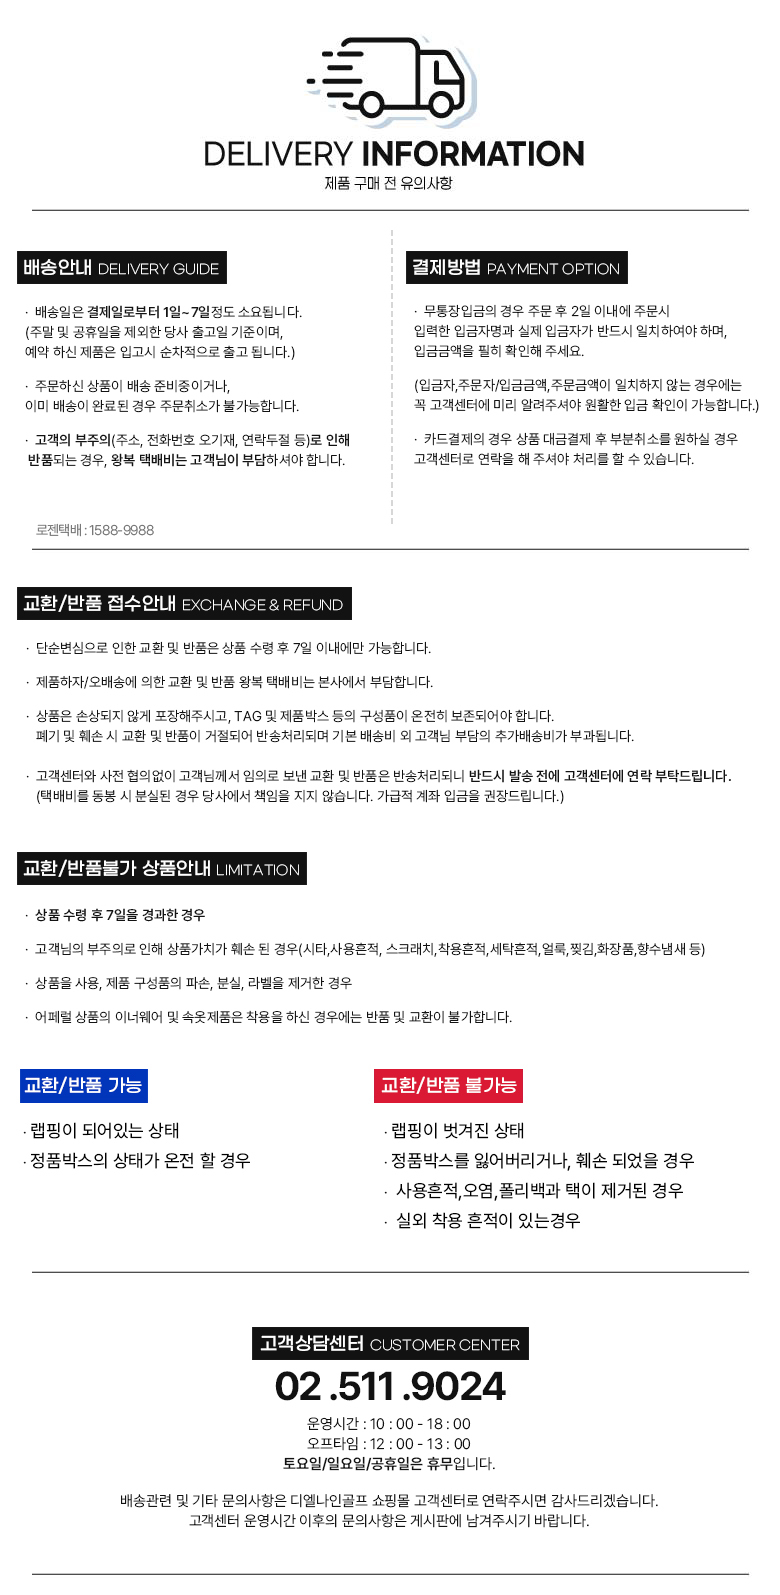 DELIVERY INFORMATION
제품 구매 전 유의사항
배송안내 DELIVERY GUIDE
· 배송일은 결제일로부터 1일~7일정도 소요됩니다.
(주말 및 공휴일을 제외한 당사 출고일 기준이며,
예약 하신 제품은 입고시 순차적으로 출고 됩니다.)
· 주문하신 상품이 배송 준비중이거나,
이미 배송이 완료된 경우 주문취소가 불가능합니다.
· 고객의 부주의(주소, 전화번호 오기재, 연락두절 등)로 인해
반품되는 경우, 왕복 택배비는 고객님이 부담하셔야 합니다.
로젠택배 : 1588-9988
결제방법 PAYMENT OPTION
· 무통장입금의 경우 주문 후 2일 이내에 주문시
입력한 입금자명과 실제 입금자가 반드시 일치하여야 하며,
입금금액을 필히 확인해 주세요.
(입금자,주문자/입금금액,주문금액이 일치하지 않는 경우에는
꼭 고객센터에 미리 알려주셔야 원활한 입금 확인이 가능합니다.)
· 카드결제의 경우 상품 대금결제 후 부분취소를 원하실 경우
고객센터로 연락을 해 주셔야 처리를 할 수 있습니다.
교환/반품 접수안내 EXCHANGE & REFUND
· 단순변심으로 인한 교환 및 반품은 상품 수령 후 7일 이내에만 가능합니다.
· 제품하자/오배송에 의한 교환 및 반품 왕복 택배비는 본사에서 부담합니다.
· 상품은 손상되지 않게 포장해주시고, TAG 및 제품박스 등의 구성품이 온전히 보존되어야 합니다.
폐기 및 훼손 시 교환 및 반품이 거절되어 반송처리되며 기본 배송비 외 고객님 부담의 추가배송비가 부과됩니다.
· 고객센터와 사전 협의없이 고객님께서 임의로 보낸 교환 및 반품은 반송처리되니 반드시 발송 전에 고객센터에 연락 부탁드립니다.
(택배비를 동봉 시 분실된 경우 당사에서 책임을 지지 않습니다. 가급적 계좌 입금을 권장드립니다.)
교환/반품불가 상품안내 LIMITATION
· 상품 수령 후 7일을 경과한 경우
· 고객님의 부주의로 인해 상품가치가 훼손 된 경우(시타,사용흔적, 스크래치,착용흔적,세탁흔적,얼룩,찢김,화장품,향수냄새 등)
· 상품을 사용, 제품 구성품의 파손, 분실, 라벨을 제거한 경우
· 어페럴 상품의 이너웨어 및 속옷제품은 착용을 하신 경우에는 반품 및 교환이 불가합니다.
교환/반품 가능
· 랩핑이 되어있는 상태
· 정품박스의 상태가 온전 할 경우
교환/반품 불가능
· 랩핑이 벗겨진 상태
· 정품박스를 잃어버리거나, 훼손 되었을 경우
· 사용흔적,오염,폴리백과 택이 제거된 경우
· 실외 착용 흔적이 있는경우
고객상담센터 CUSTOMER CENTER
02 .511 .9024
운영시간 : 10 : 00 - 18 : 00
오프타임 : 12 : 00 - 13 : 00
토요일/일요일/공휴일은 휴무입니다.
배송관련 및 기타 문의사항은 디엘나인골프 쇼핑몰 고객센터로 연락주시면 감사드리겠습니다.
고객센터 운영시간 이후의 문의사항은 게시판에 남겨주시기 바랍니다.